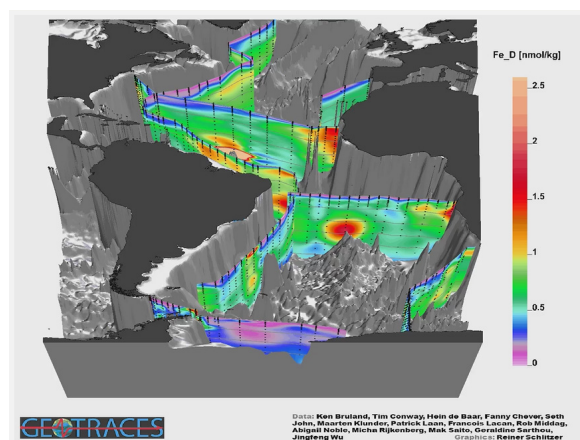 Fe_D [nmol/kg]
2.5
2
1.5
1
0.5
0
GEOTRACES
Data: Ken Bruland, Tim Conway, Hein de Baar, Fanny Chever, Seth
John, Maarten Klunder, Patrick Laan, Francois Lacan, Rob Middag,
Abigail Noble, Micha Rijkenberg, Mak Saito, Geraldine Sarthou,
Jingfeng Wu
Graphics: Reiner Schlitzer